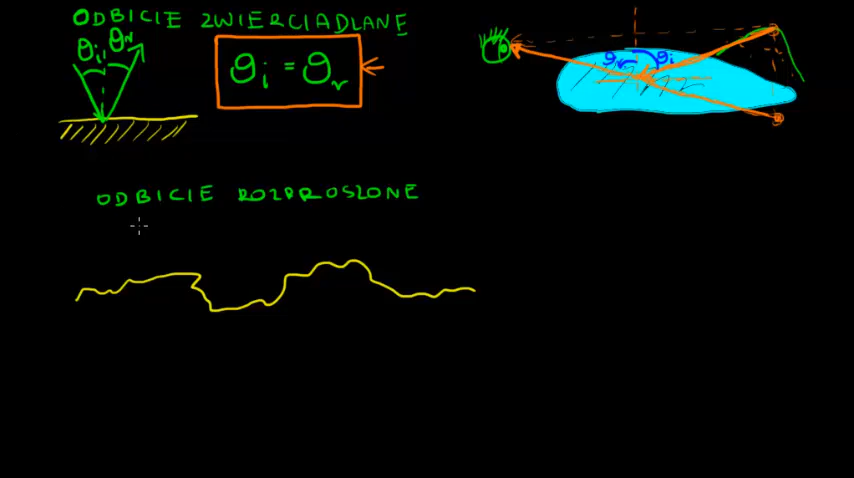 ODBICIE ZWIERCIADLANE
θi θr
θi = θr
θr θi
ODBICIE ROZPROSZONE